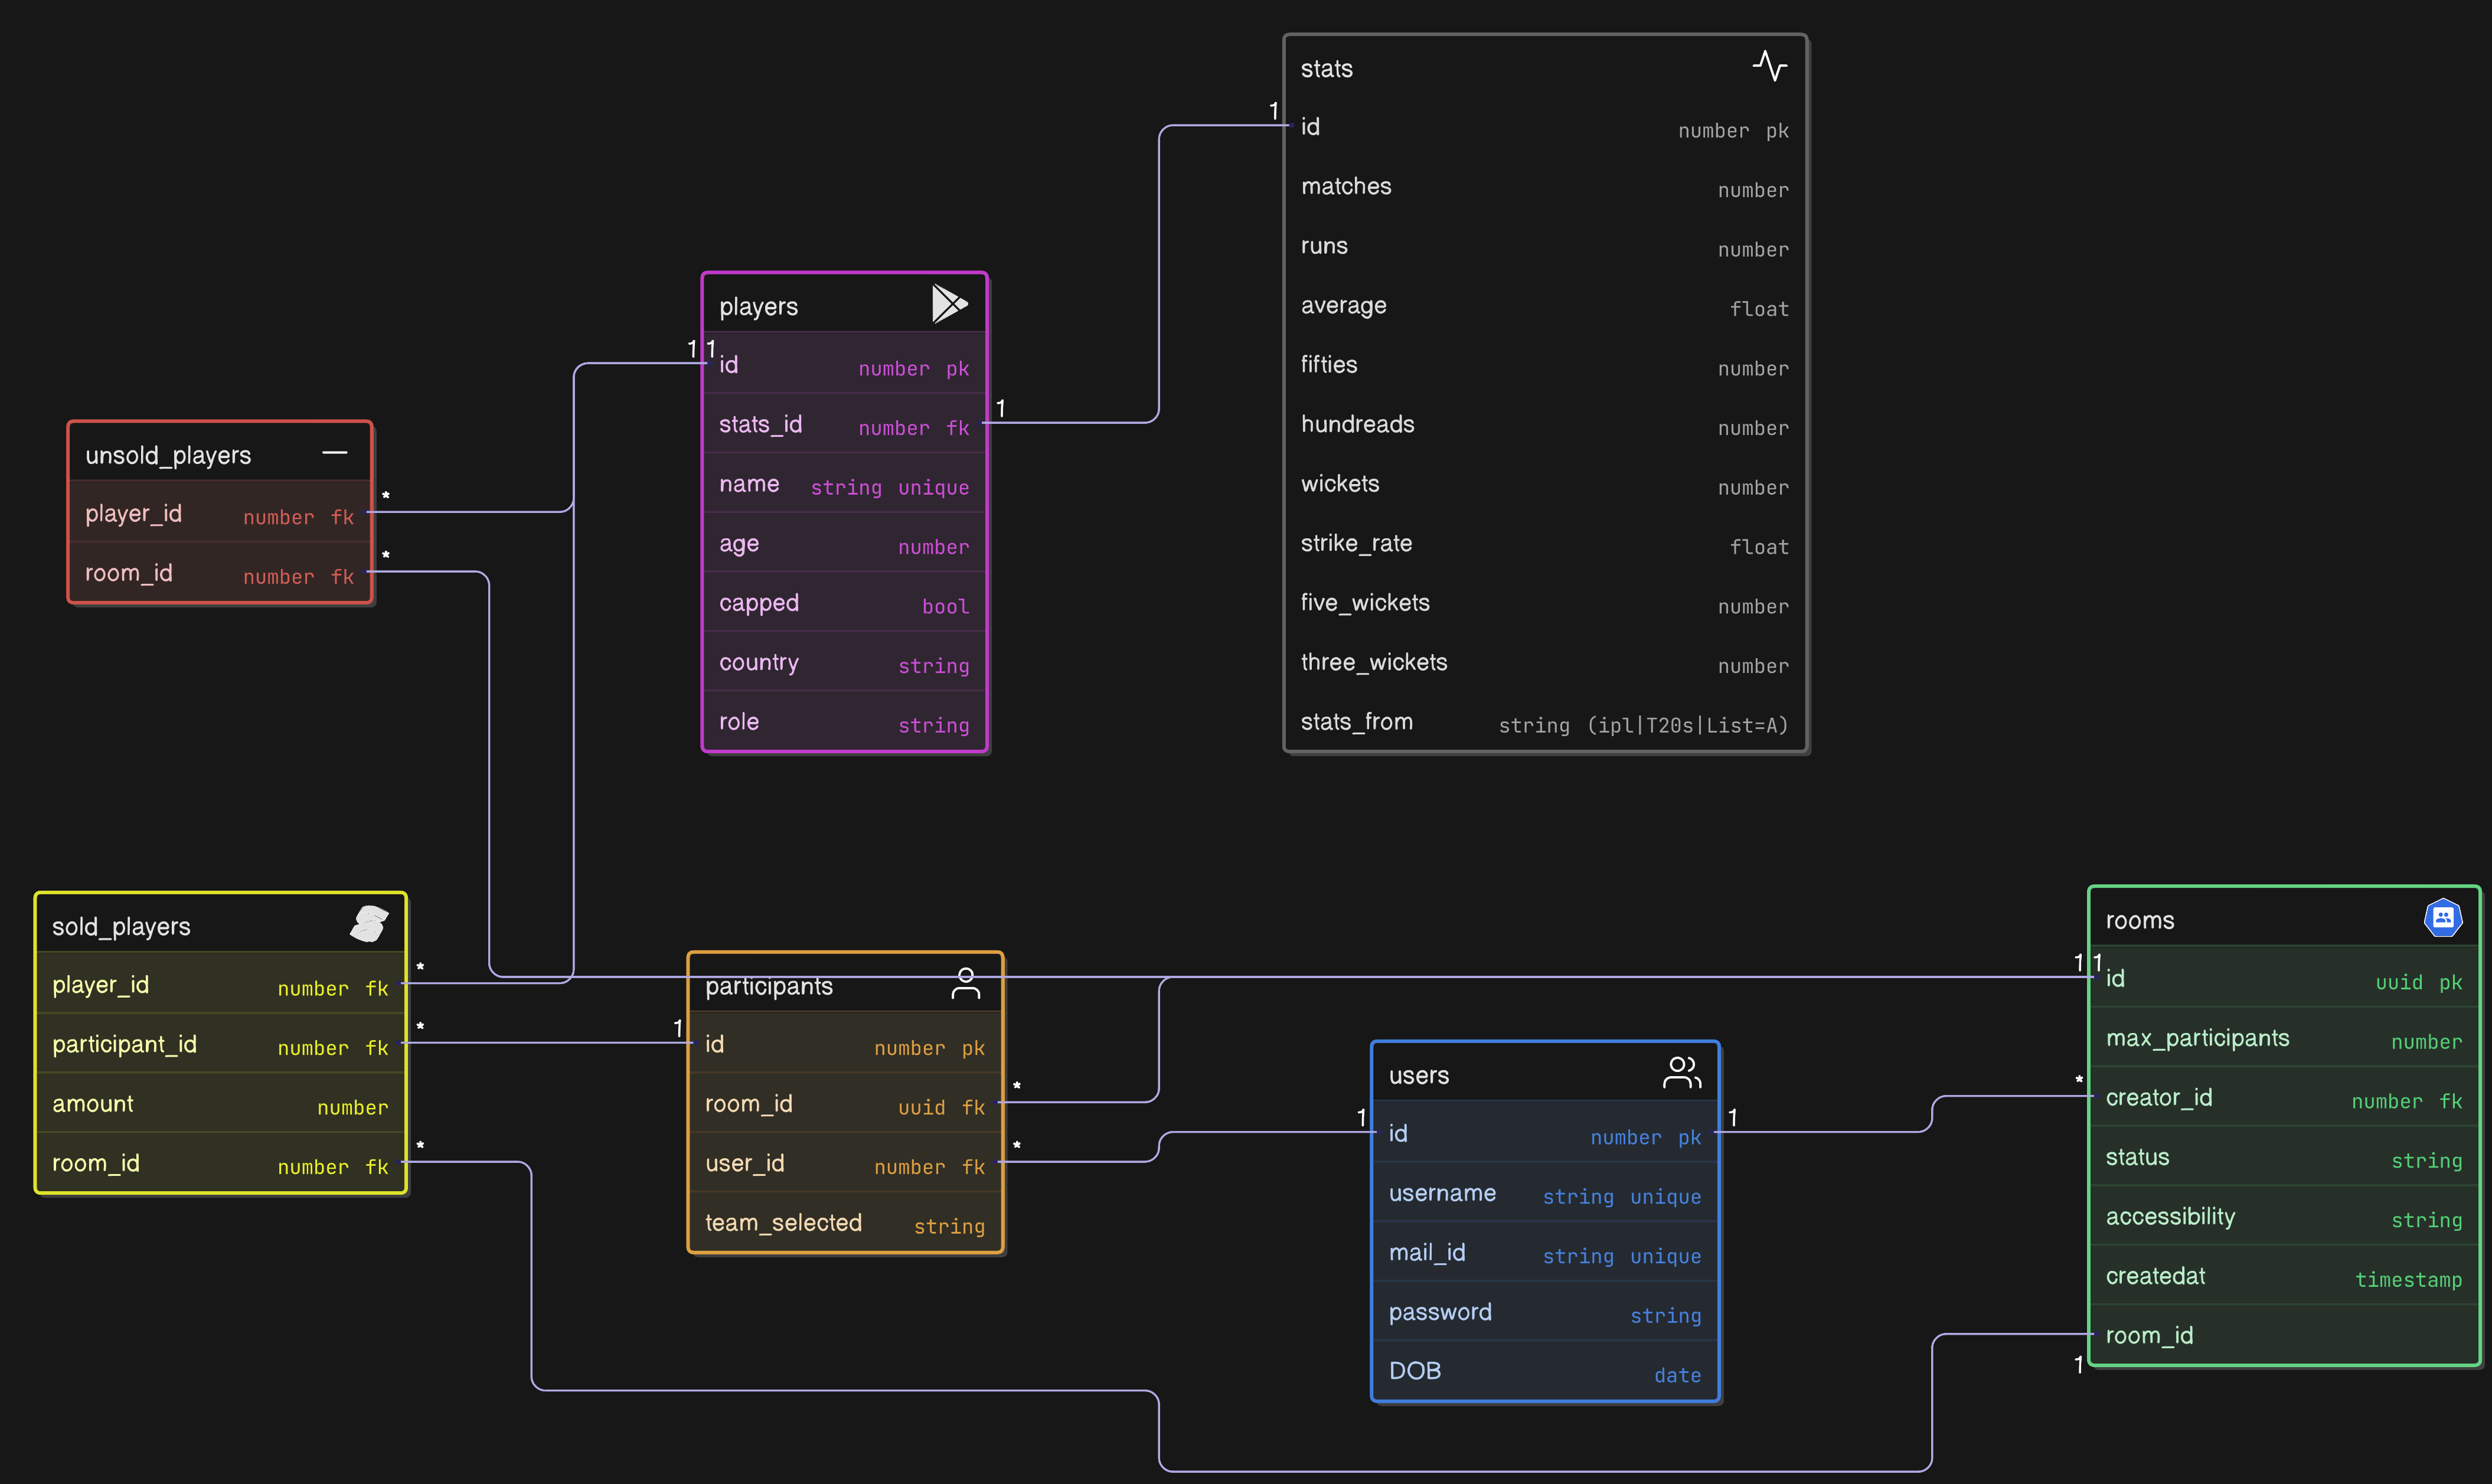 stats
id number pk
matches number
runs number
average float
fifties number
hundreads number
wickets number
strike_rate float
five_wickets number
three_wickets number
stats_from string (ipl|T20s|List=A)
1
players
1 1
id number pk
stats_id number fk
1
name string unique
age number
capped bool
country string
role string
unsold_players
player_id number fk
*
room_id number fk
*
sold_players
player_id number fk
*
participant_id number fk
*
amount number
room_id number fk
*
participants
1
id number pk
room_id uuid fk
*
user_id number fk
*
team_selected string
users
1
id number pk
1
username string unique
mail_id string unique
password string
DOB date
rooms
1 1
id uuid pk
max_participants number
*
creator_id number fk
status string
accessibility string
createdat timestamp
room_id
1